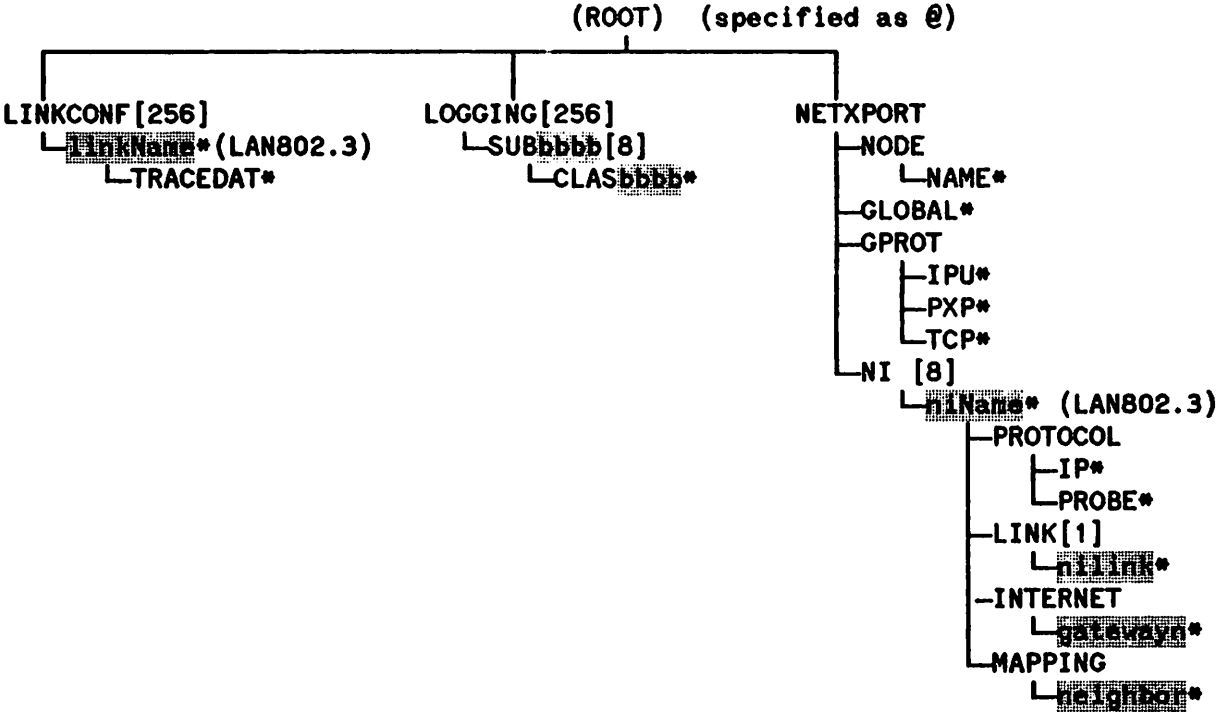 (ROOT) (specified as @)
LINKCONF[256] LOGGING[256] NETXPORT
linkName*(LAN802.3) SUBbbbb[8] NODE
TRACEDAT* CLASbbbb* NAME*
GLOBAL*
GPROT
IPU*
PXP*
TCP*
NI [8]
niName* (LAN802.3)
PROTOCOL
IP*
PROBE*
LINK[1]
nilink*
INTERNET
gatewayn*
MAPPING
neighbor*